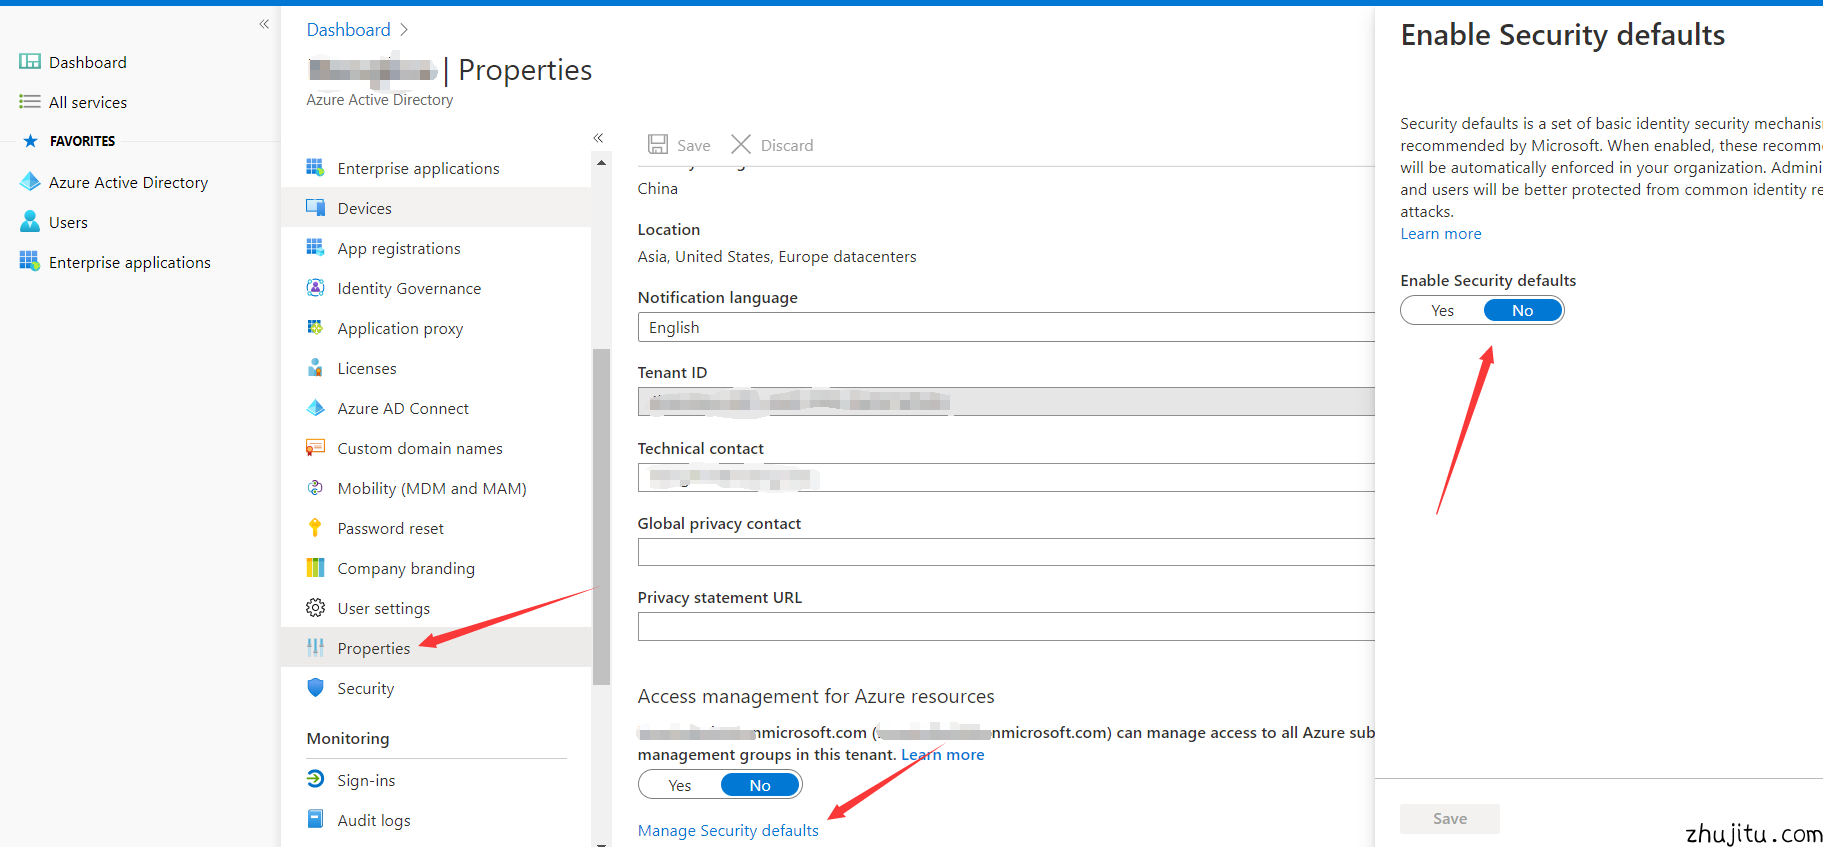 Dashboard
All services
FAVORITES
Azure Active Directory
Users
Enterprise applications
Dashboard
| Properties
Azure Active Directory
Enterprise applications
Devices
App registrations
Identity Governance
Application proxy
Licenses
Azure AD Connect
Custom domain names
Mobility (MDM and MAM)
Password reset
Company branding
User settings
Properties
Security
Monitoring
Sign-ins
Audit logs
Save
Discard
China
Location
Asia, United States, Europe datacenters
Notification language
English
Tenant ID
Technical contact
Global privacy contact
Privacy statement URL
Access management for Azure resources
nmicrosoft.com ( onmicrosoft.com) can manage access to all Azure sub
management groups in this tenant. Learn more
Yes No
Manage Security defaults
Enable Security defaults
Security defaults is a set of basic identity security mechanis
recommended by Microsoft. When enabled, these recomm
will be automatically enforced in your organization. Admini
and users will be better protected from common identity re
attacks.
Learn more
Enable Security defaults
Yes No
Save
zhujitu.com